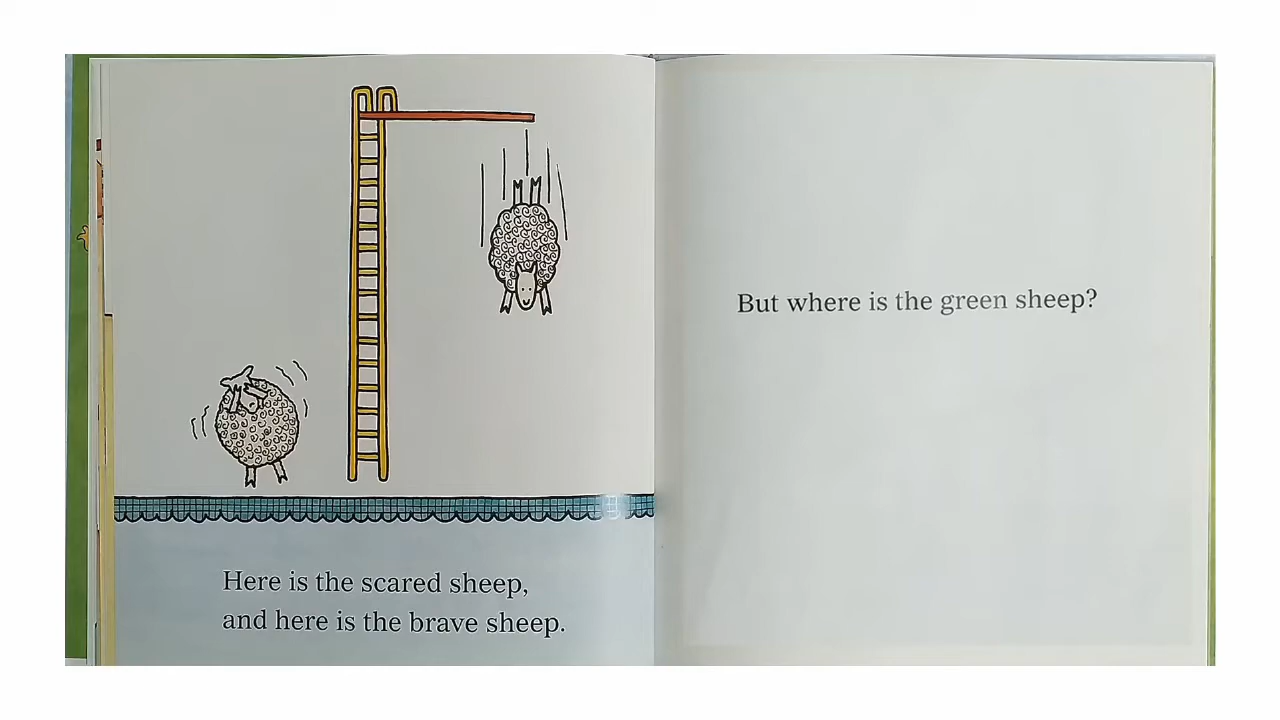 Here is the scared sheep,
and here is the brave sheep.
But where is the green sheep?